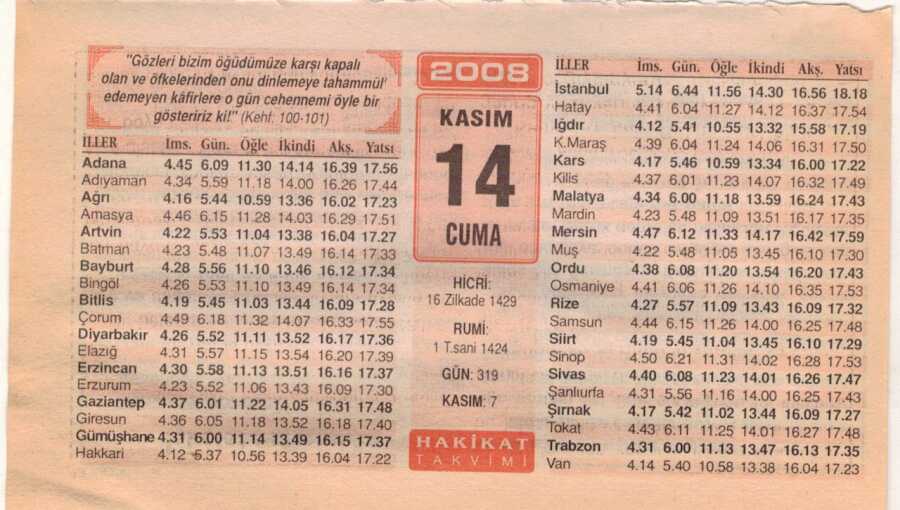 "Gözleri bizim öğüdümüze karşı kapalı
olan ve öfkelerinden onu dinlemeye tahammül
edemeyen kâfirlere o gün cehennemi öyle bir
gösteririz ki!" (Kehf: 100-101)
İLLER İms. Gün. Öğle İkindi Akş. Yatsı
Adana 4.45 6.09 11.30 14.14 16.39 17.56
Adıyaman 4.34 5.59 11.18 14.00 16.26 17.44
Ağrı 4.16 5.44 10.59 13.36 16.02 17.23
Amasya 4.46 6.15 11.28 14.03 16.29 17.51
Artvin 4.22 5.53 11.04 13.38 16.04 17.27
Batman 4.23 5.48 11.07 13.49 16.14 17.33
Bayburt 4.28 5.56 11.10 13.46 16.12 17.34
Bingöl 4.26 5.53 11.10 13.49 16.14 17.34
Bitlis 4.19 5.45 11.03 13.44 16.09 17.28
Çorum 4.49 6.18 11.32 14.07 16.33 17.55
Diyarbakır 4.26 5.52 11.11 13.52 16.17 17.36
Elazığ 4.31 5.57 11.15 13.54 16.20 17.39
Erzincan 4.30 5.58 11.13 13.51 16.16 17.37
Erzurum 4.23 5.52 11.06 13.43 16.09 17.30
Gaziantep 4.37 6.01 11.22 14.05 16.31 17.48
Giresun 4.36 6.05 11.18 13.52 16.18 17.40
Gümüşhane 4.31 6.00 11.14 13.49 16.15 17.37
Hakkari 4.12 5.37 10.56 13.39 16.04 17.22
2008
KASIM
14
CUMA
HİCRİ:
16 Zilkade 1429
RUMİ:
1 T.sani 1424
GÜN: 319
KASIM: 7
HAKİKAT
TAKVİMİ
İLLER İms. Gün. Öğle İkindi Akş. Yatsı
İstanbul 5.14 6.44 11.56 14.30 16.56 18.18
Hatay 4.41 6.04 11.27 14.12 16.37 17.54
Iğdır 4.12 5.41 10.55 13.32 15.58 17.19
K.Maraş 4.39 6.04 11.24 14.06 16.31 17.50
Kars 4.17 5.46 10.59 13.34 16.00 17.22
Kilis 4.37 6.01 11.23 14.07 16.32 17.49
Malatya 4.34 6.00 11.18 13.59 16.24 17.43
Mardin 4.23 5.48 11.09 13.51 16.17 17.35
Mersin 4.47 6.12 11.33 14.17 16.42 17.59
Muş 4.22 5.48 11.05 13.45 16.10 17.30
Ordu 4.38 6.08 11.20 13.54 16.20 17.43
Osmaniye 4.41 6.06 11.26 14.10 16.35 17.53
Rize 4.27 5.57 11.09 13.43 16.09 17.32
Samsun 4.44 6.15 11.26 14.00 16.25 17.48
Siirt 4.19 5.45 11.04 13.45 16.10 17.29
Sinop 4.50 6.21 11.31 14.02 16.28 17.53
Sivas 4.40 6.08 11.23 14.01 16.26 17.47
Şanlıurfa 4.31 5.56 11.16 14.00 16.25 17.43
Şırnak 4.17 5.42 11.02 13.44 16.09 17.27
Tokat 4.43 6.11 11.25 14.01 16.27 17.48
Trabzon 4.31 6.00 11.13 13.47 16.13 17.35
Van 4.14 5.40 10.58 13.38 16.04 17.23